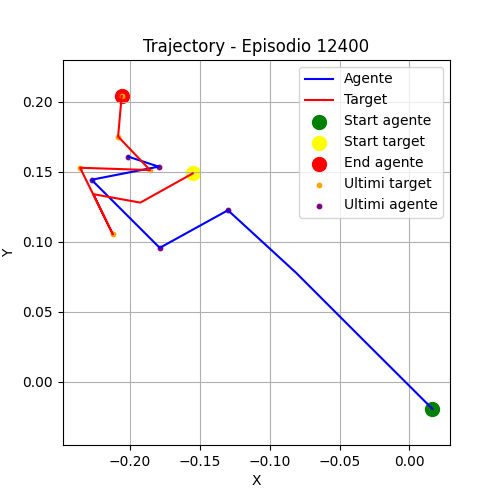 Trajectory - Episodio 12400
Agente
Target
Start agente
Start target
End agente
Ultimi target
Ultimi agente
0.20
0.15
0.10
0.05
0.00
Y
−0.20
−0.15
−0.10
−0.05
0.00
X